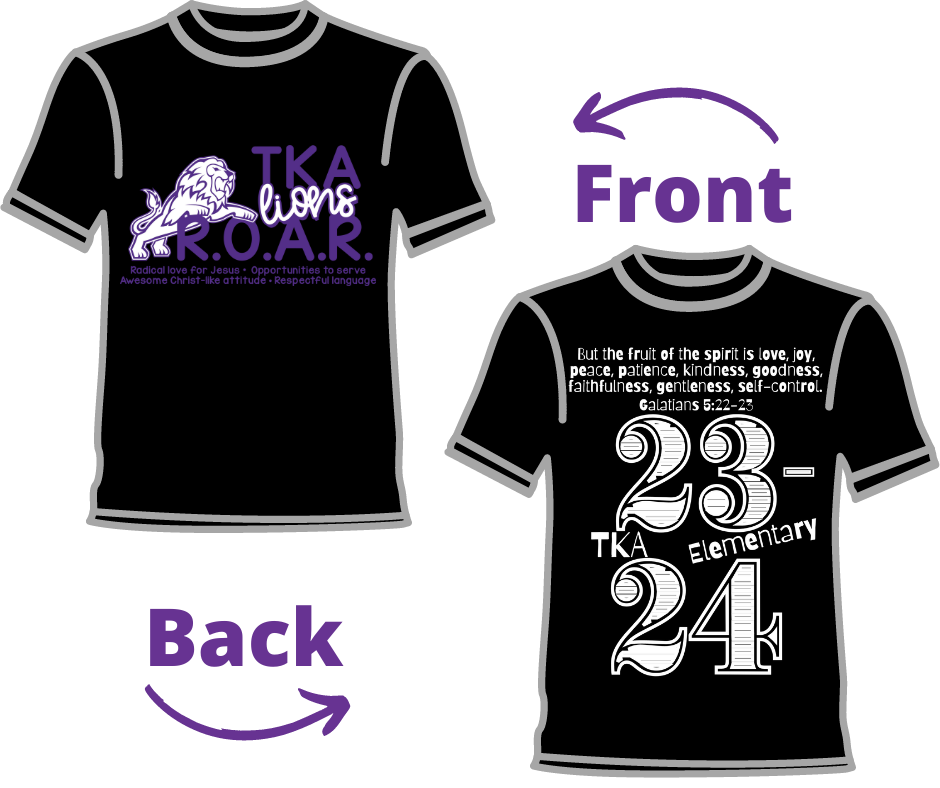 TKA
lions
R.O.A.R.
Radical love for Jesus • Opportunities to serve
Awesome Christ-like attitude • Respectful language
Front
But the fruit of the spirit is love, joy,
peace, patience, kindness, goodness,
faithfulness, gentleness, self-control.
Galatians 5:22-23
23-
TKA Elementary
24
Back